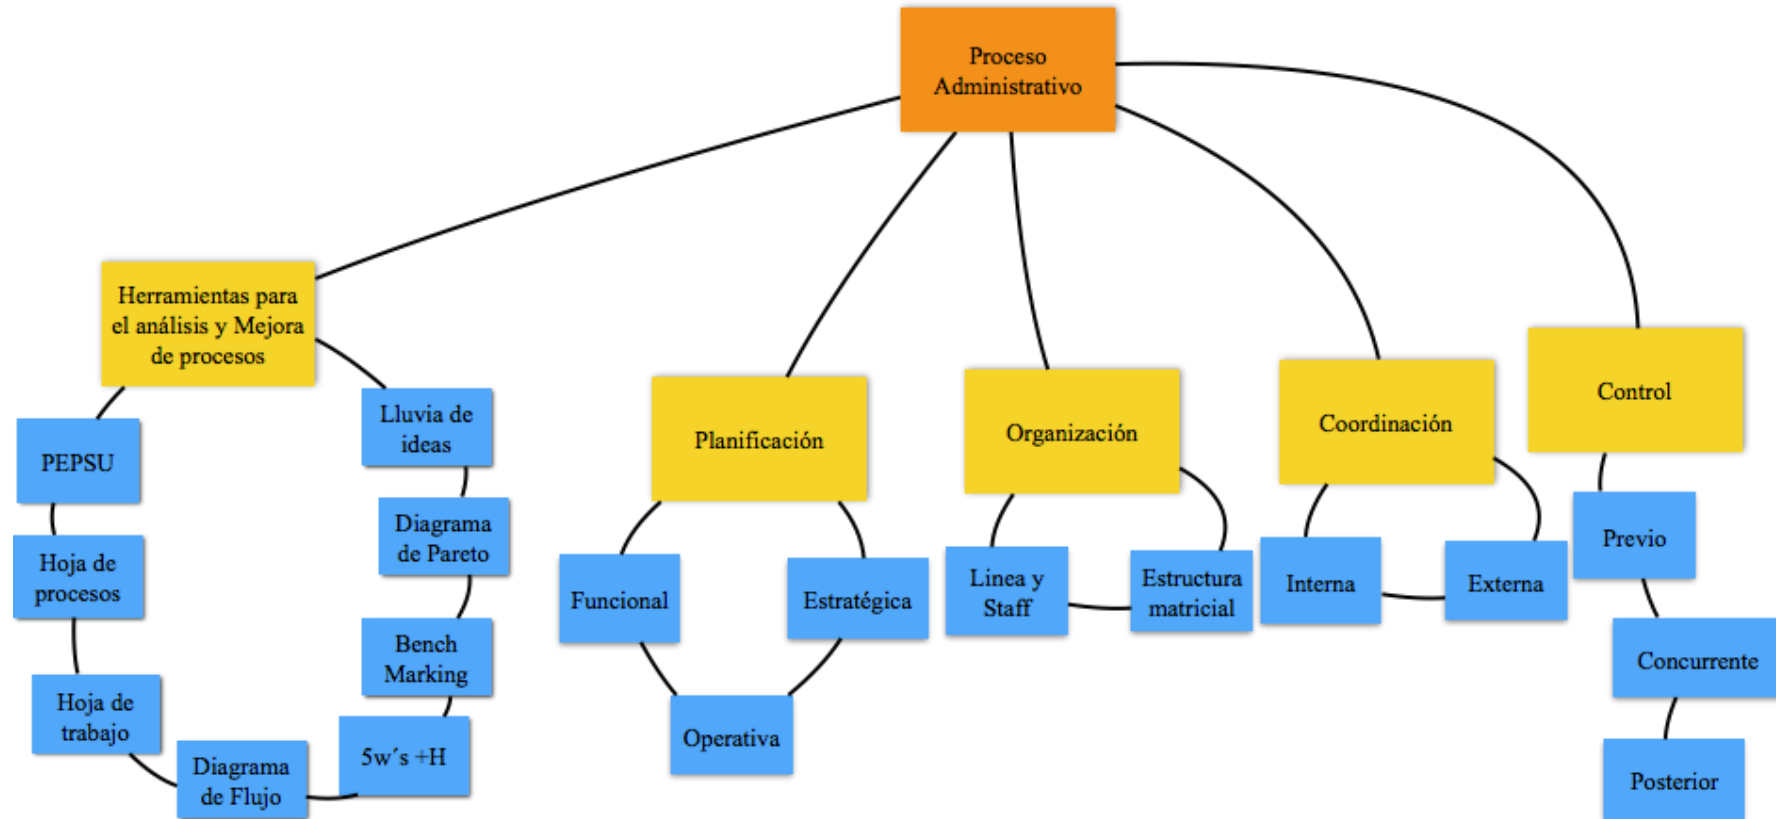 Proceso
Administrativo
Herramientas para
el análisis y Mejora
de procesos
PEPSU
Hoja de
procesos
Hoja de
trabajo
Diagrama
de Flujo
5w´s +H
Bench
Marking
Diagrama
de Pareto
Lluvia de
ideas
Planificación
Funcional
Estratégica
Operativa
Organización
Linea y
Staff
Estructura
matricial
Coordinación
Interna
Externa
Control
Previo
Concurrente
Posterior